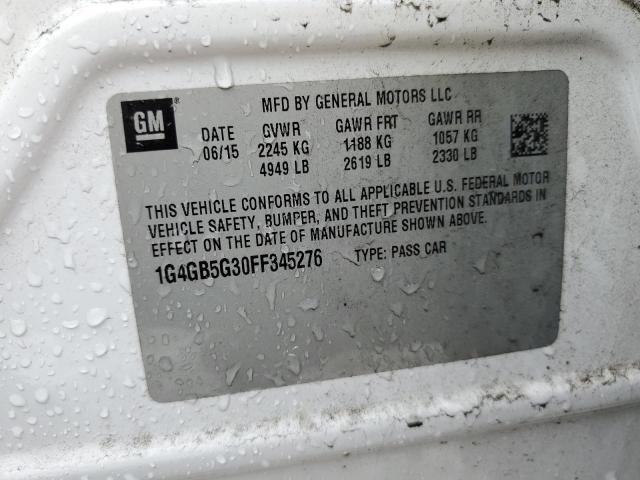 GM
®
MFD BY GENERAL MOTORS LLC
DATE GVWR GAWR FRT GAWR RR
06/15 2245 KG 1188 KG 1057 KG
4949 LB 2619 LB 2330 LB
THIS VEHICLE CONFORMS TO ALL APPLICABLE U.S. FEDERAL MOTOR
VEHICLE SAFETY, BUMPER, AND THEFT PREVENTION STANDARDS IN
EFFECT ON THE DATE OF MANUFACTURE SHOWN ABOVE.
1G4GB5G30FF345276 TYPE: PASS CAR